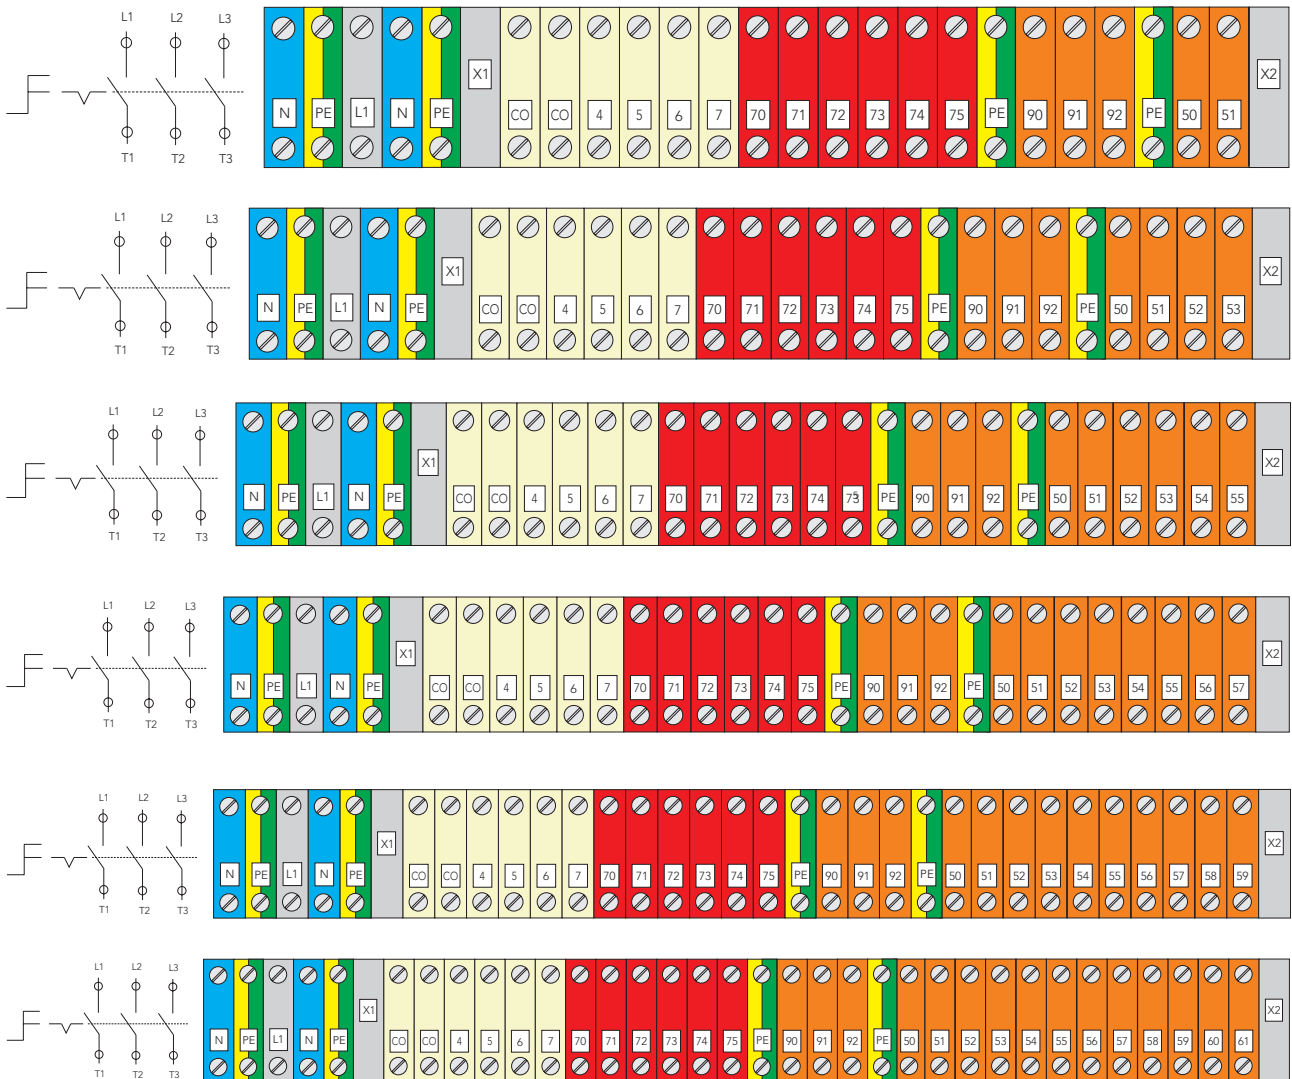 L1 L2 L3
X1 X2
N PE L1 N PE CO CO 4 5 6 7 70 71 72 73 74 75 PE 90 91 92 PE 50 51
T1 T2 T3
L1 L2 L3
X1 X2
N PE L1 N PE CO CO 4 5 6 7 70 71 72 73 74 75 PE 90 91 92 PE 50 51 52 53
T1 T2 T3
L1 L2 L3
X1 X2
N PE L1 N PE CO CO 4 5 6 7 70 71 72 73 74 PE 90 91 92 PE 50 51 52 53 54 55
T1 T2 T3
L1 L2 L3
X1 X2
N PE L1 N PE CO CO 4 5 6 7 70 71 72 73 74 75 PE 90 91 92 PE 50 51 52 53 54 55 56 57
T1 T2 T3
L1 L2 L3
X1 X2
N PE L1 N PE CO CO 4 5 6 7 70 71 72 73 74 75 PE 90 91 92 PE 50 51 52 53 54 55 56 57 58 59
T1 T2 T3
L1 L2 L3
X1 X2
N PE L1 N PE CO CO 4 5 6 7 70 71 72 73 74 75 PE 90 91 92 PE 50 51 52 53 54 55 56 57 58 59 60 61
T1 T2 T3